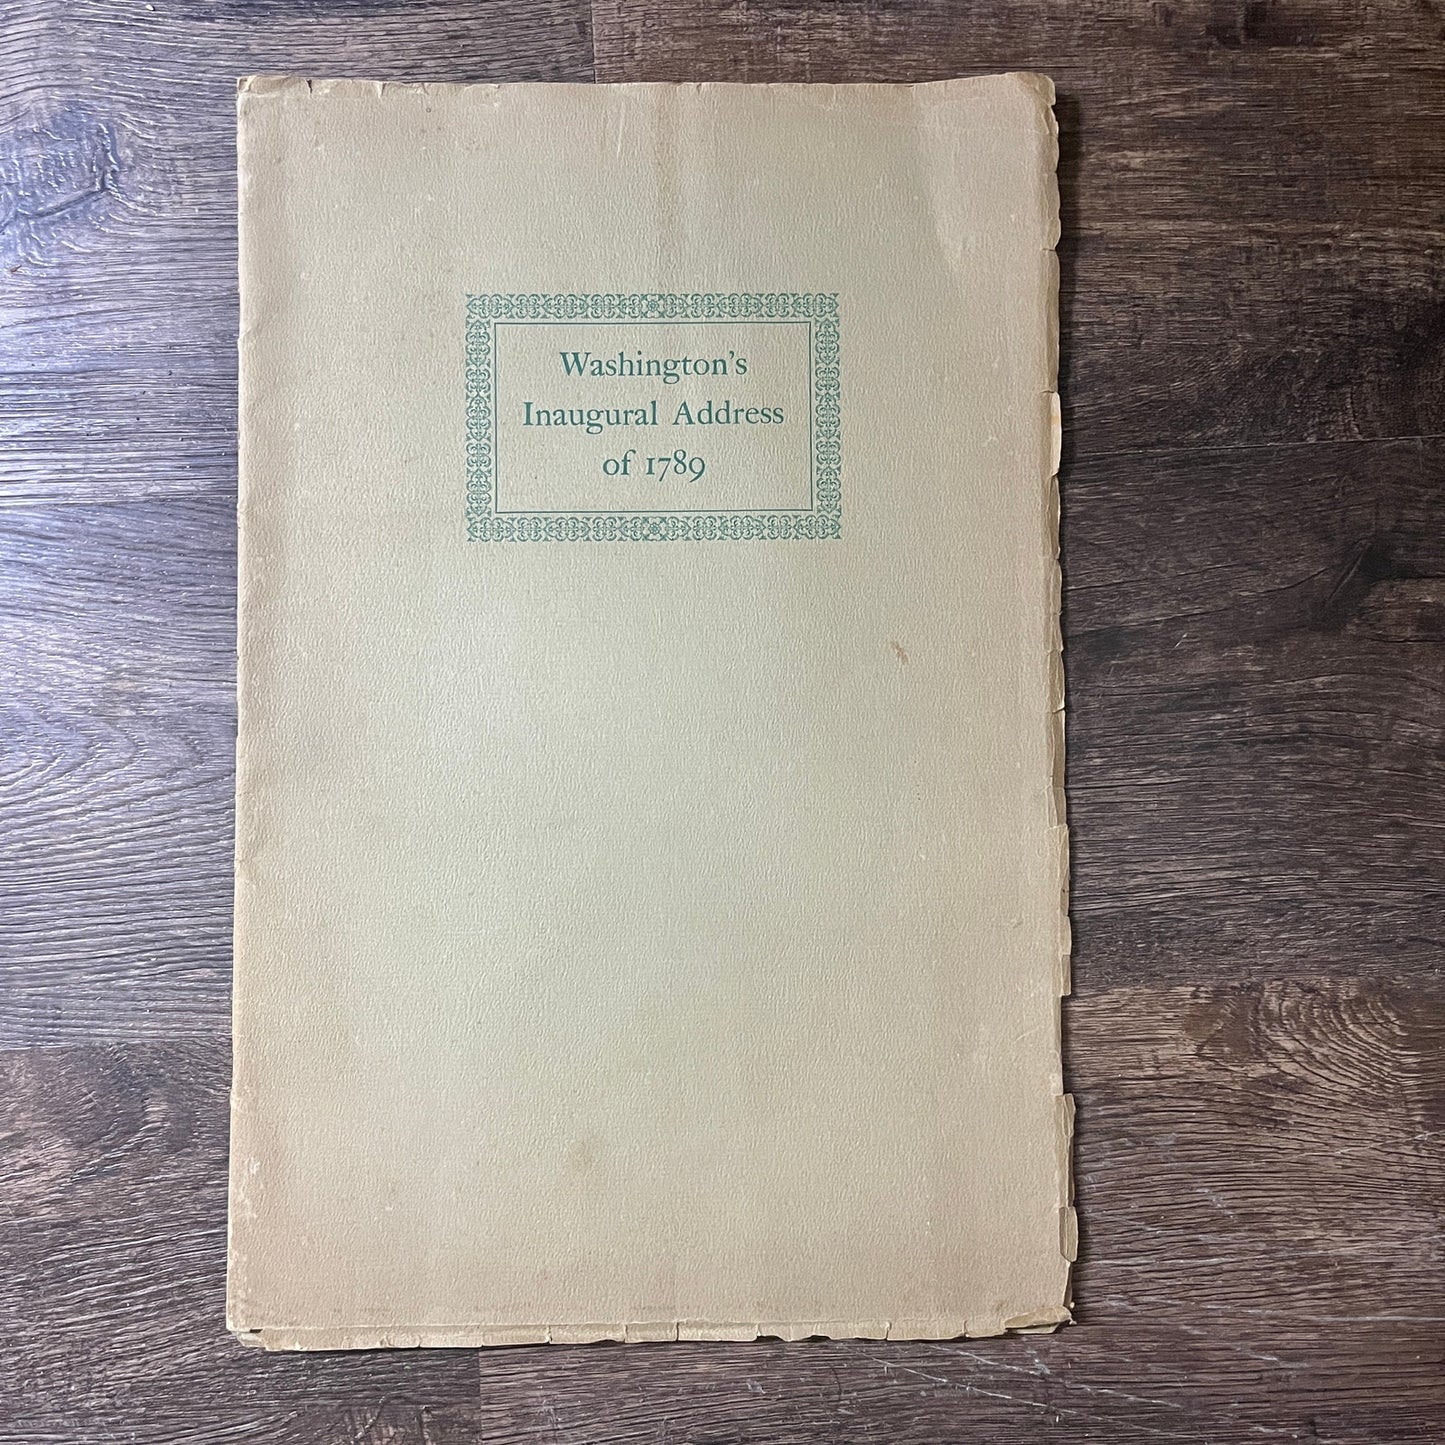 Washington's
Inaugural Address
of 1789